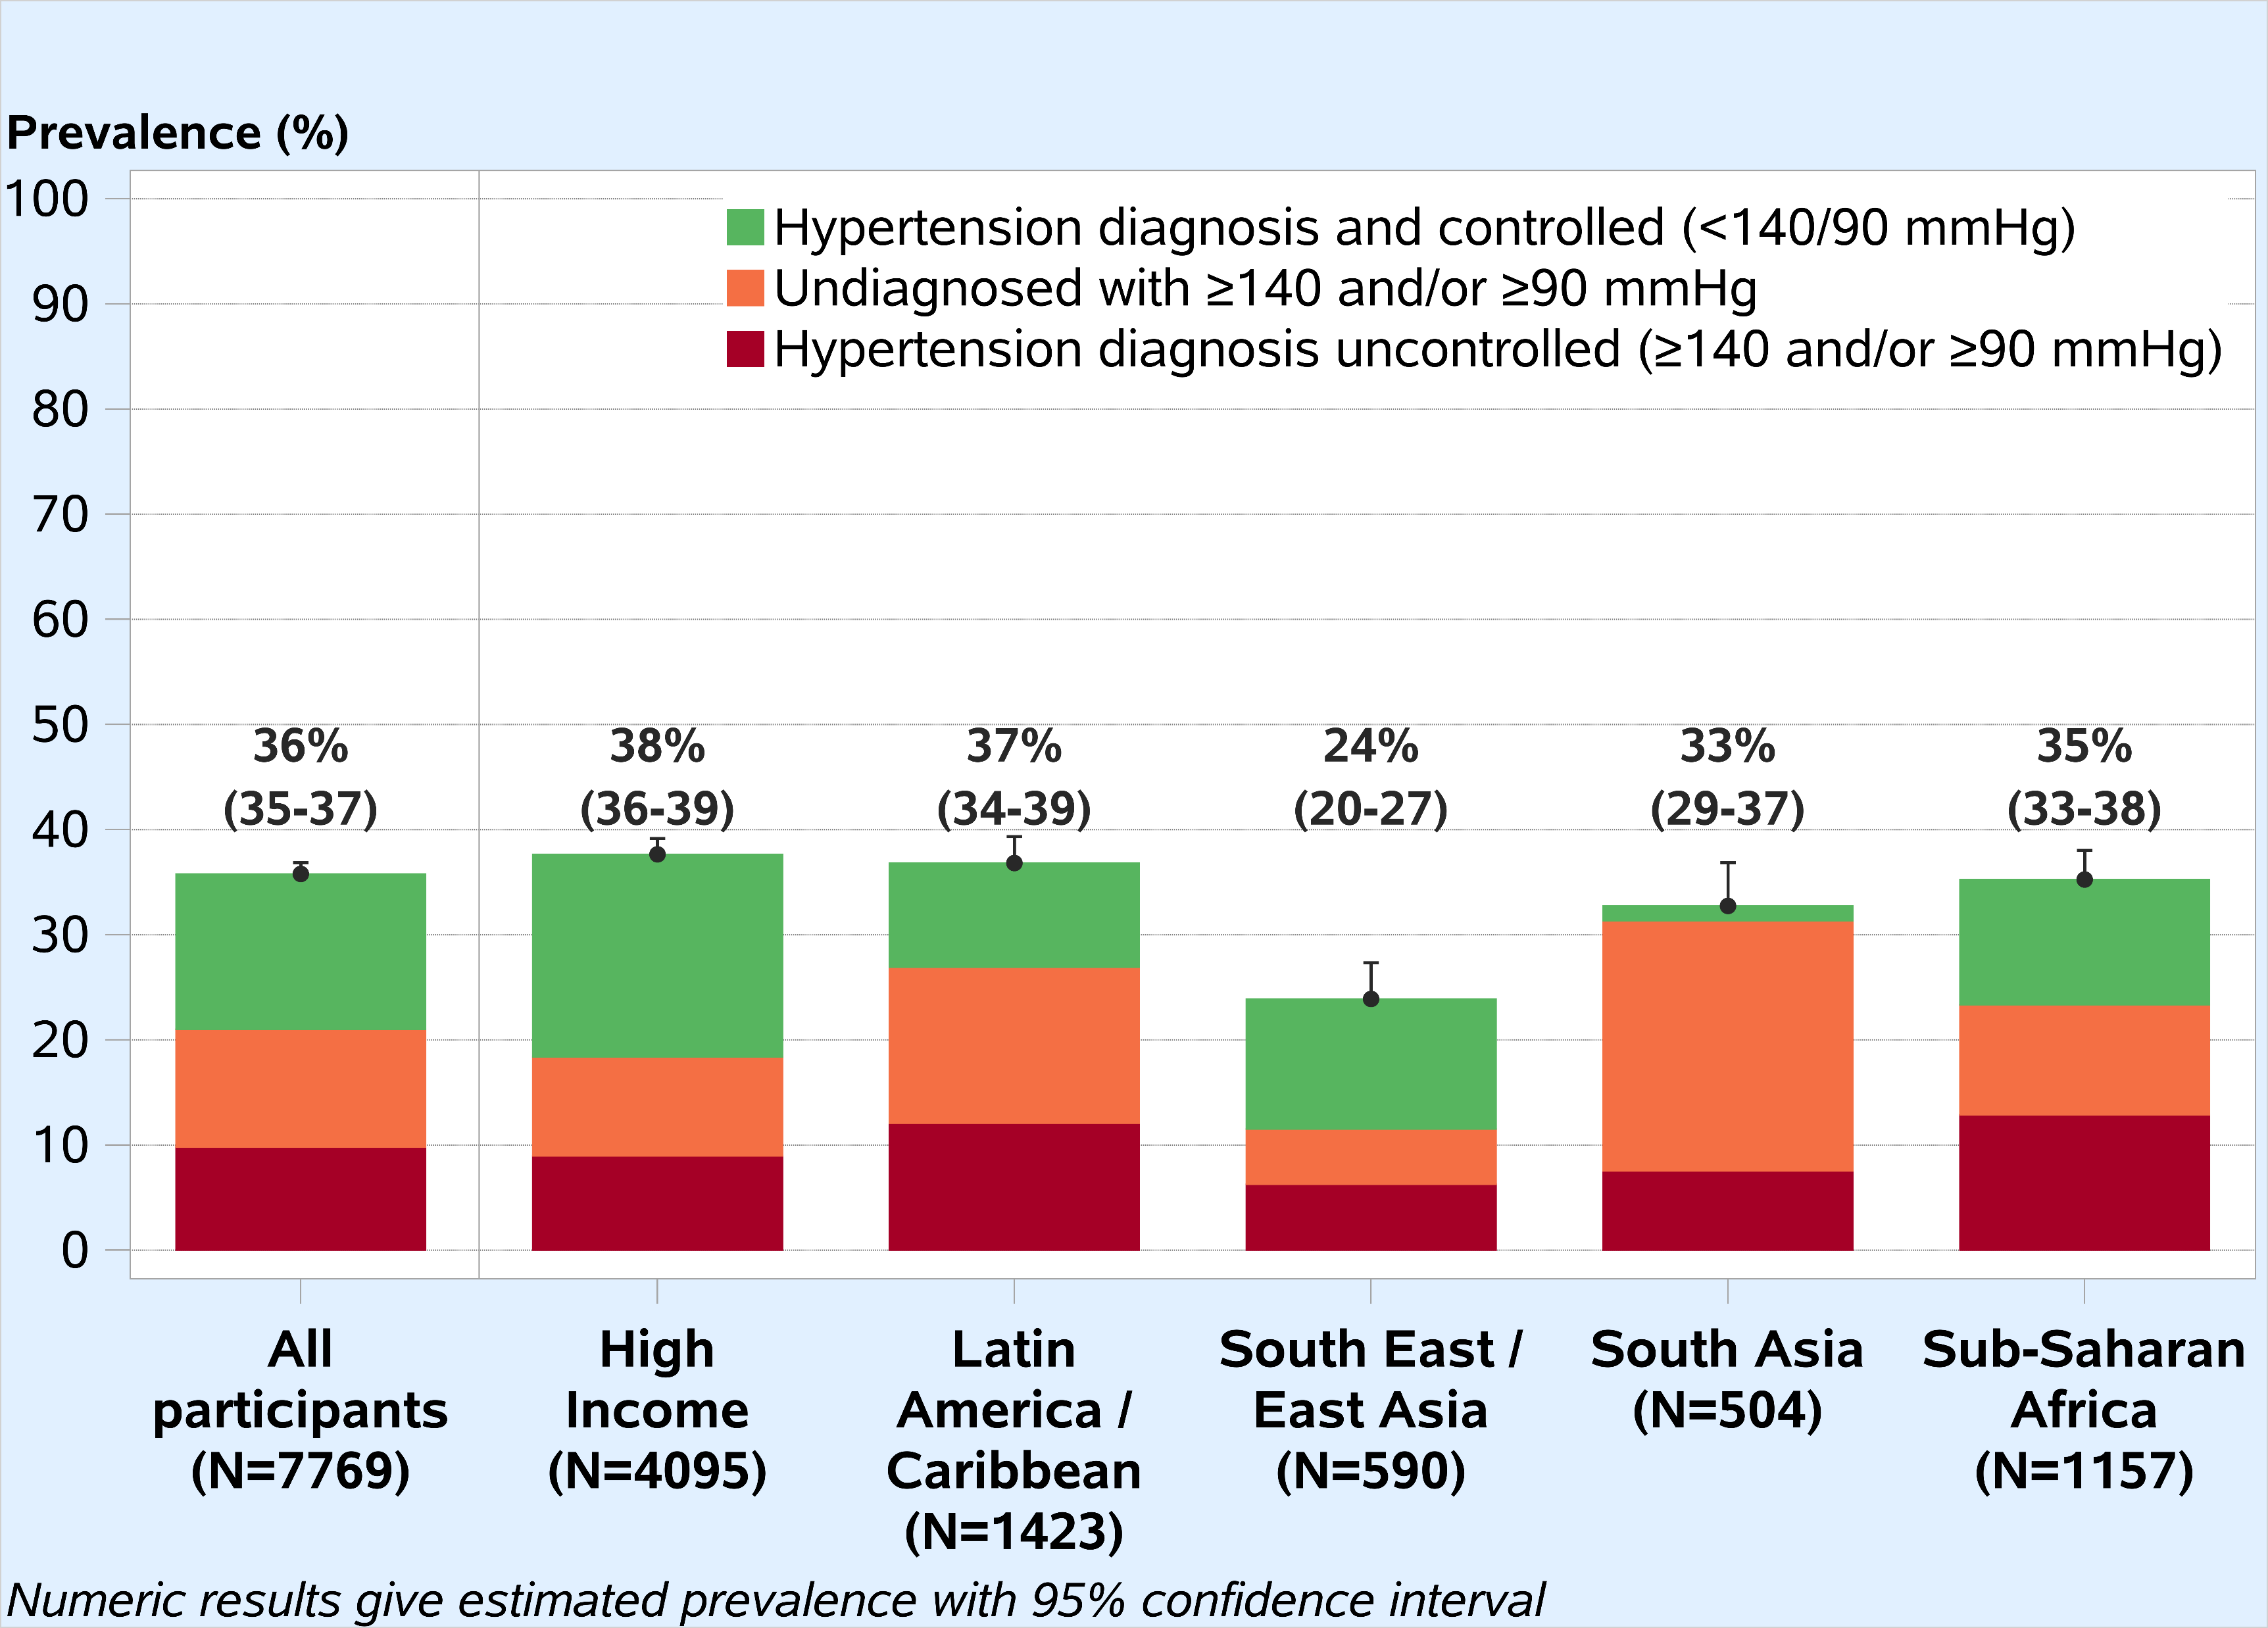 Prevalence (%)
100
90
80
70
60
50
40
30
20
10
0
Hypertension diagnosis and controlled (<140/90 mmHg)
Undiagnosed with ≥140 and/or ≥90 mmHg
Hypertension diagnosis uncontrolled (≥140 and/or ≥90 mmHg)
36%
(35-37)
38%
(36-39)
37%
(34-39)
24%
(20-27)
33%
(29-37)
35%
(33-38)
All
participants
(N=7769)
High
Income
(N=4095)
Latin
America /
Caribbean
(N=1423)
South East /
East Asia
(N=590)
South Asia
(N=504)
Sub-Saharan
Africa
(N=1157)
Numeric results give estimated prevalence with 95% confidence interval